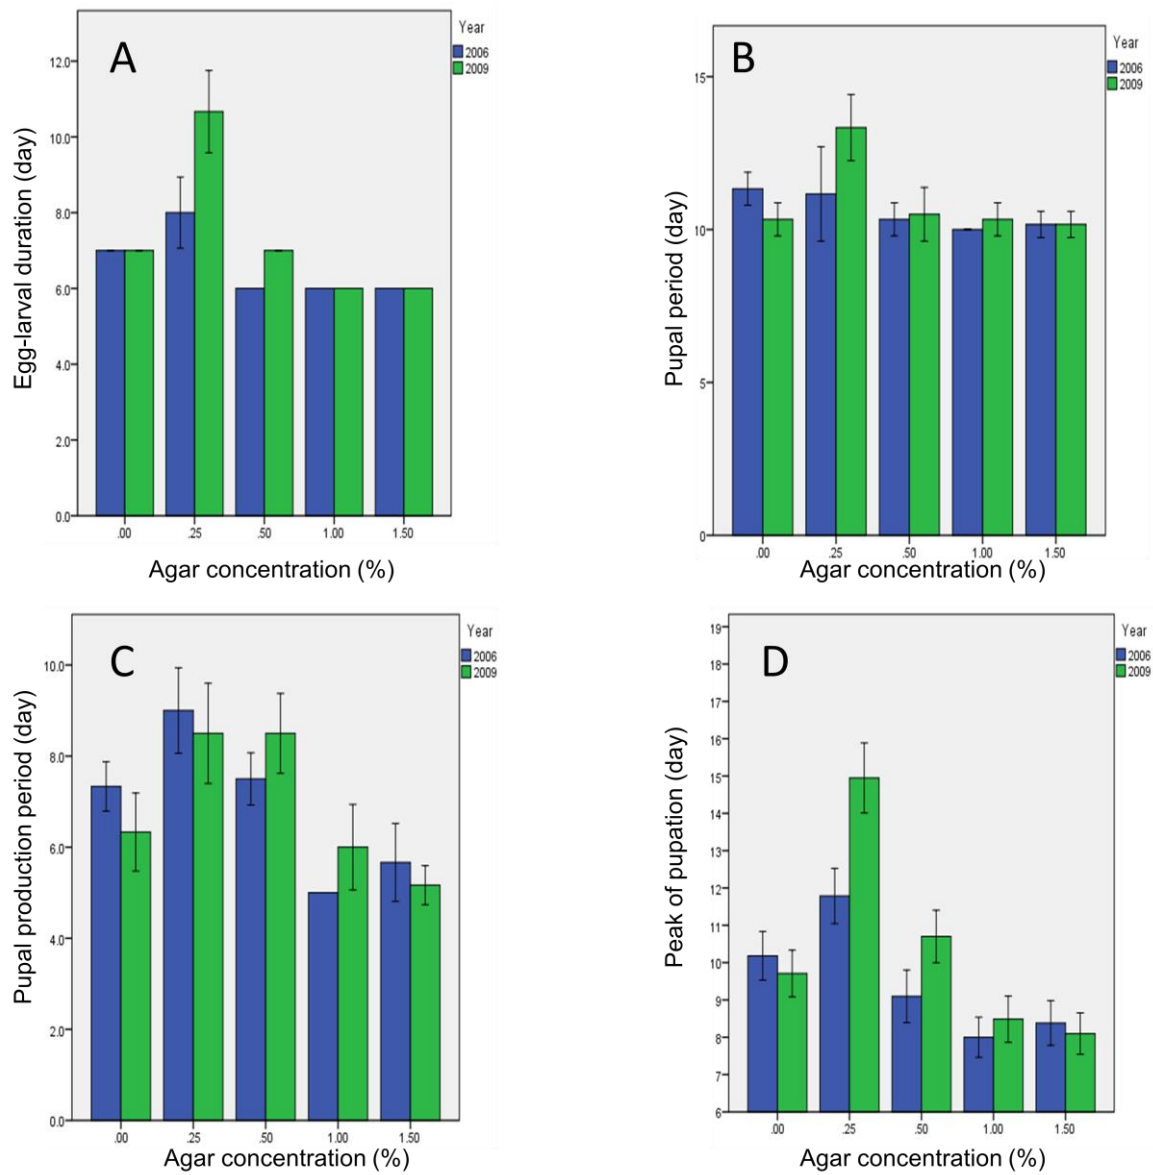 A
Year
2006
2009
12.0
10.0
8.0
6.0
4.0
2.0
0.0
Egg-larval duration (day)
.00 .25 .50 1.00 1.50
Agar concentration (%)
B
Year
2006
2009
15
10
5
0
Pupal period (day)
.00 .25 .50 1.00 1.50
Agar concentration (%)
C
Year
2006
2009
10.0
8.0
6.0
4.0
2.0
0.0
Pupal production period (day)
.00 .25 .50 1.00 1.50
Agar concentration (%)
D
Year
2006
2009
19
18
17
16
15
14
13
12
11
10
9
8
7
6
Peak of pupation (day)
.00 .25 .50 1.00 1.50
Agar concentration (%)